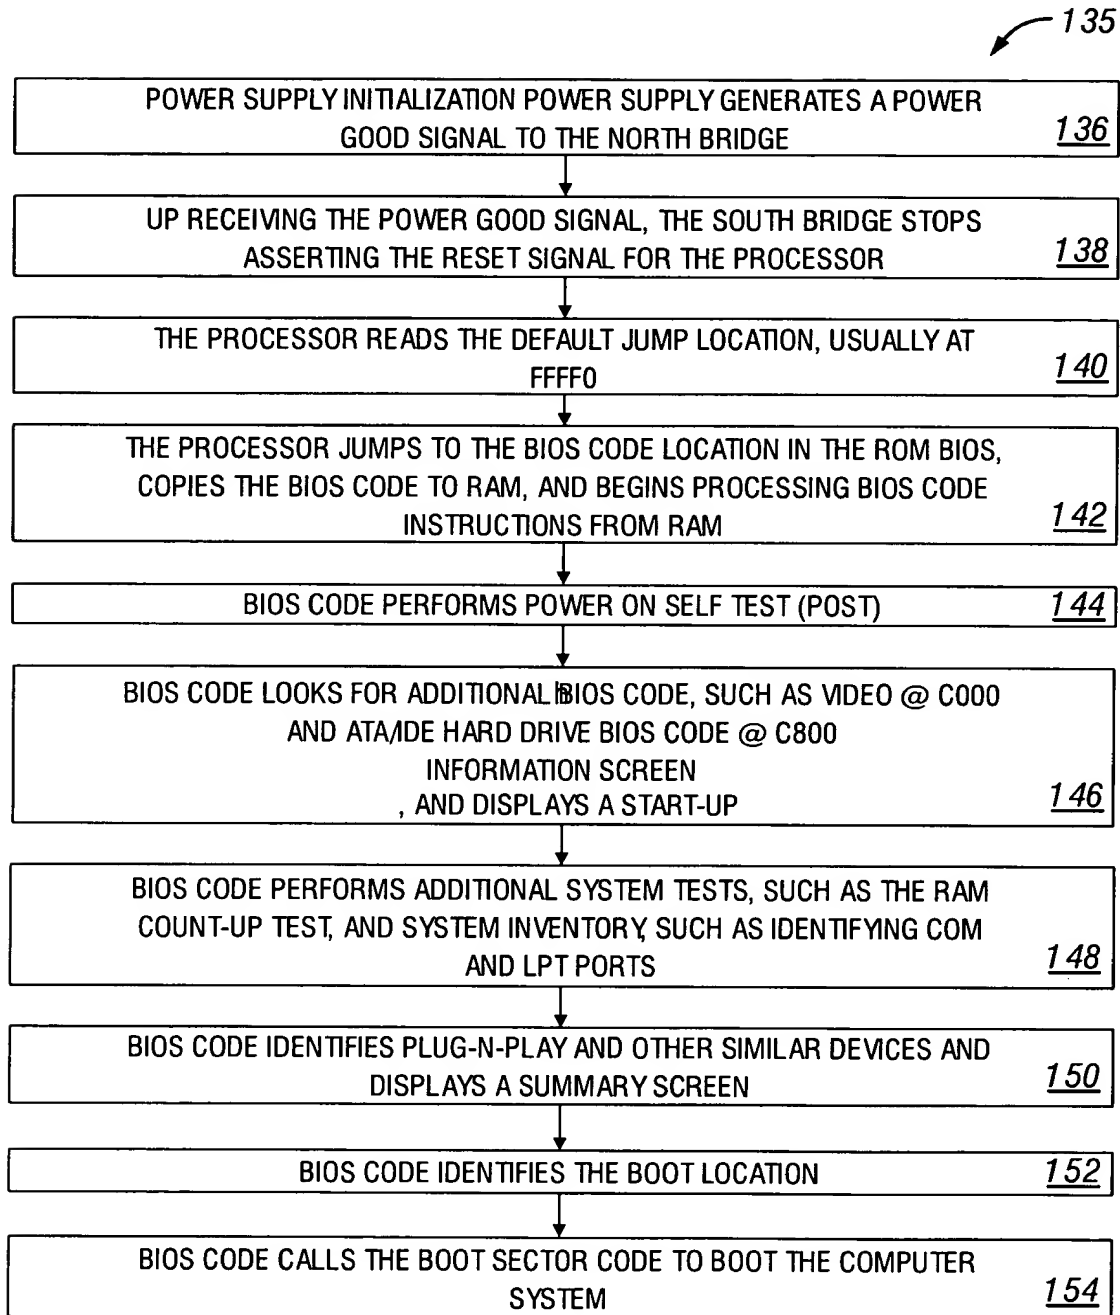 135
POWER SUPPLY INITIALIZATION POWER SUPPLY GENERATES A POWER
GOOD SIGNAL TO THE NORTH BRIDGE
136
UP RECEIVING THE POWER GOOD SIGNAL, THE SOUTH BRIDGE STOPS
ASSERTING THE RESET SIGNAL FOR THE PROCESSOR
138
THE PROCESSOR READS THE DEFAULT JUMP LOCATION, USUALLY AT
FFFF0
140
THE PROCESSOR JUMPS TO THE BIOS CODE LOCATION IN THE ROM BIOS,
COPIES THE BIOS CODE TO RAM, AND BEGINS PROCESSING BIOS CODE
INSTRUCTIONS FROM RAM
142
BIOS CODE PERFORMS POWER ON SELF TEST (POST)
144
BIOS CODE LOOKS FOR ADDITIONAL BIOS CODE, SUCH AS VIDEO @ C000
AND ATA/IDE HARD DRIVE BIOS CODE @ C800
INFORMATION SCREEN
, AND DISPLAYS A START-UP
146
BIOS CODE PERFORMS ADDITIONAL SYSTEM TESTS, SUCH AS THE RAM
COUNT-UP TEST, AND SYSTEM INVENTORY, SUCH AS IDENTIFYING COM
AND LPT PORTS
148
BIOS CODE IDENTIFIES PLUG-N-PLAY AND OTHER SIMILAR DEVICES AND
DISPLAYS A SUMMARY SCREEN
150
BIOS CODE IDENTIFIES THE BOOT LOCATION
152
BIOS CODE CALLS THE BOOT SECTOR CODE TO BOOT THE COMPUTER
SYSTEM
154